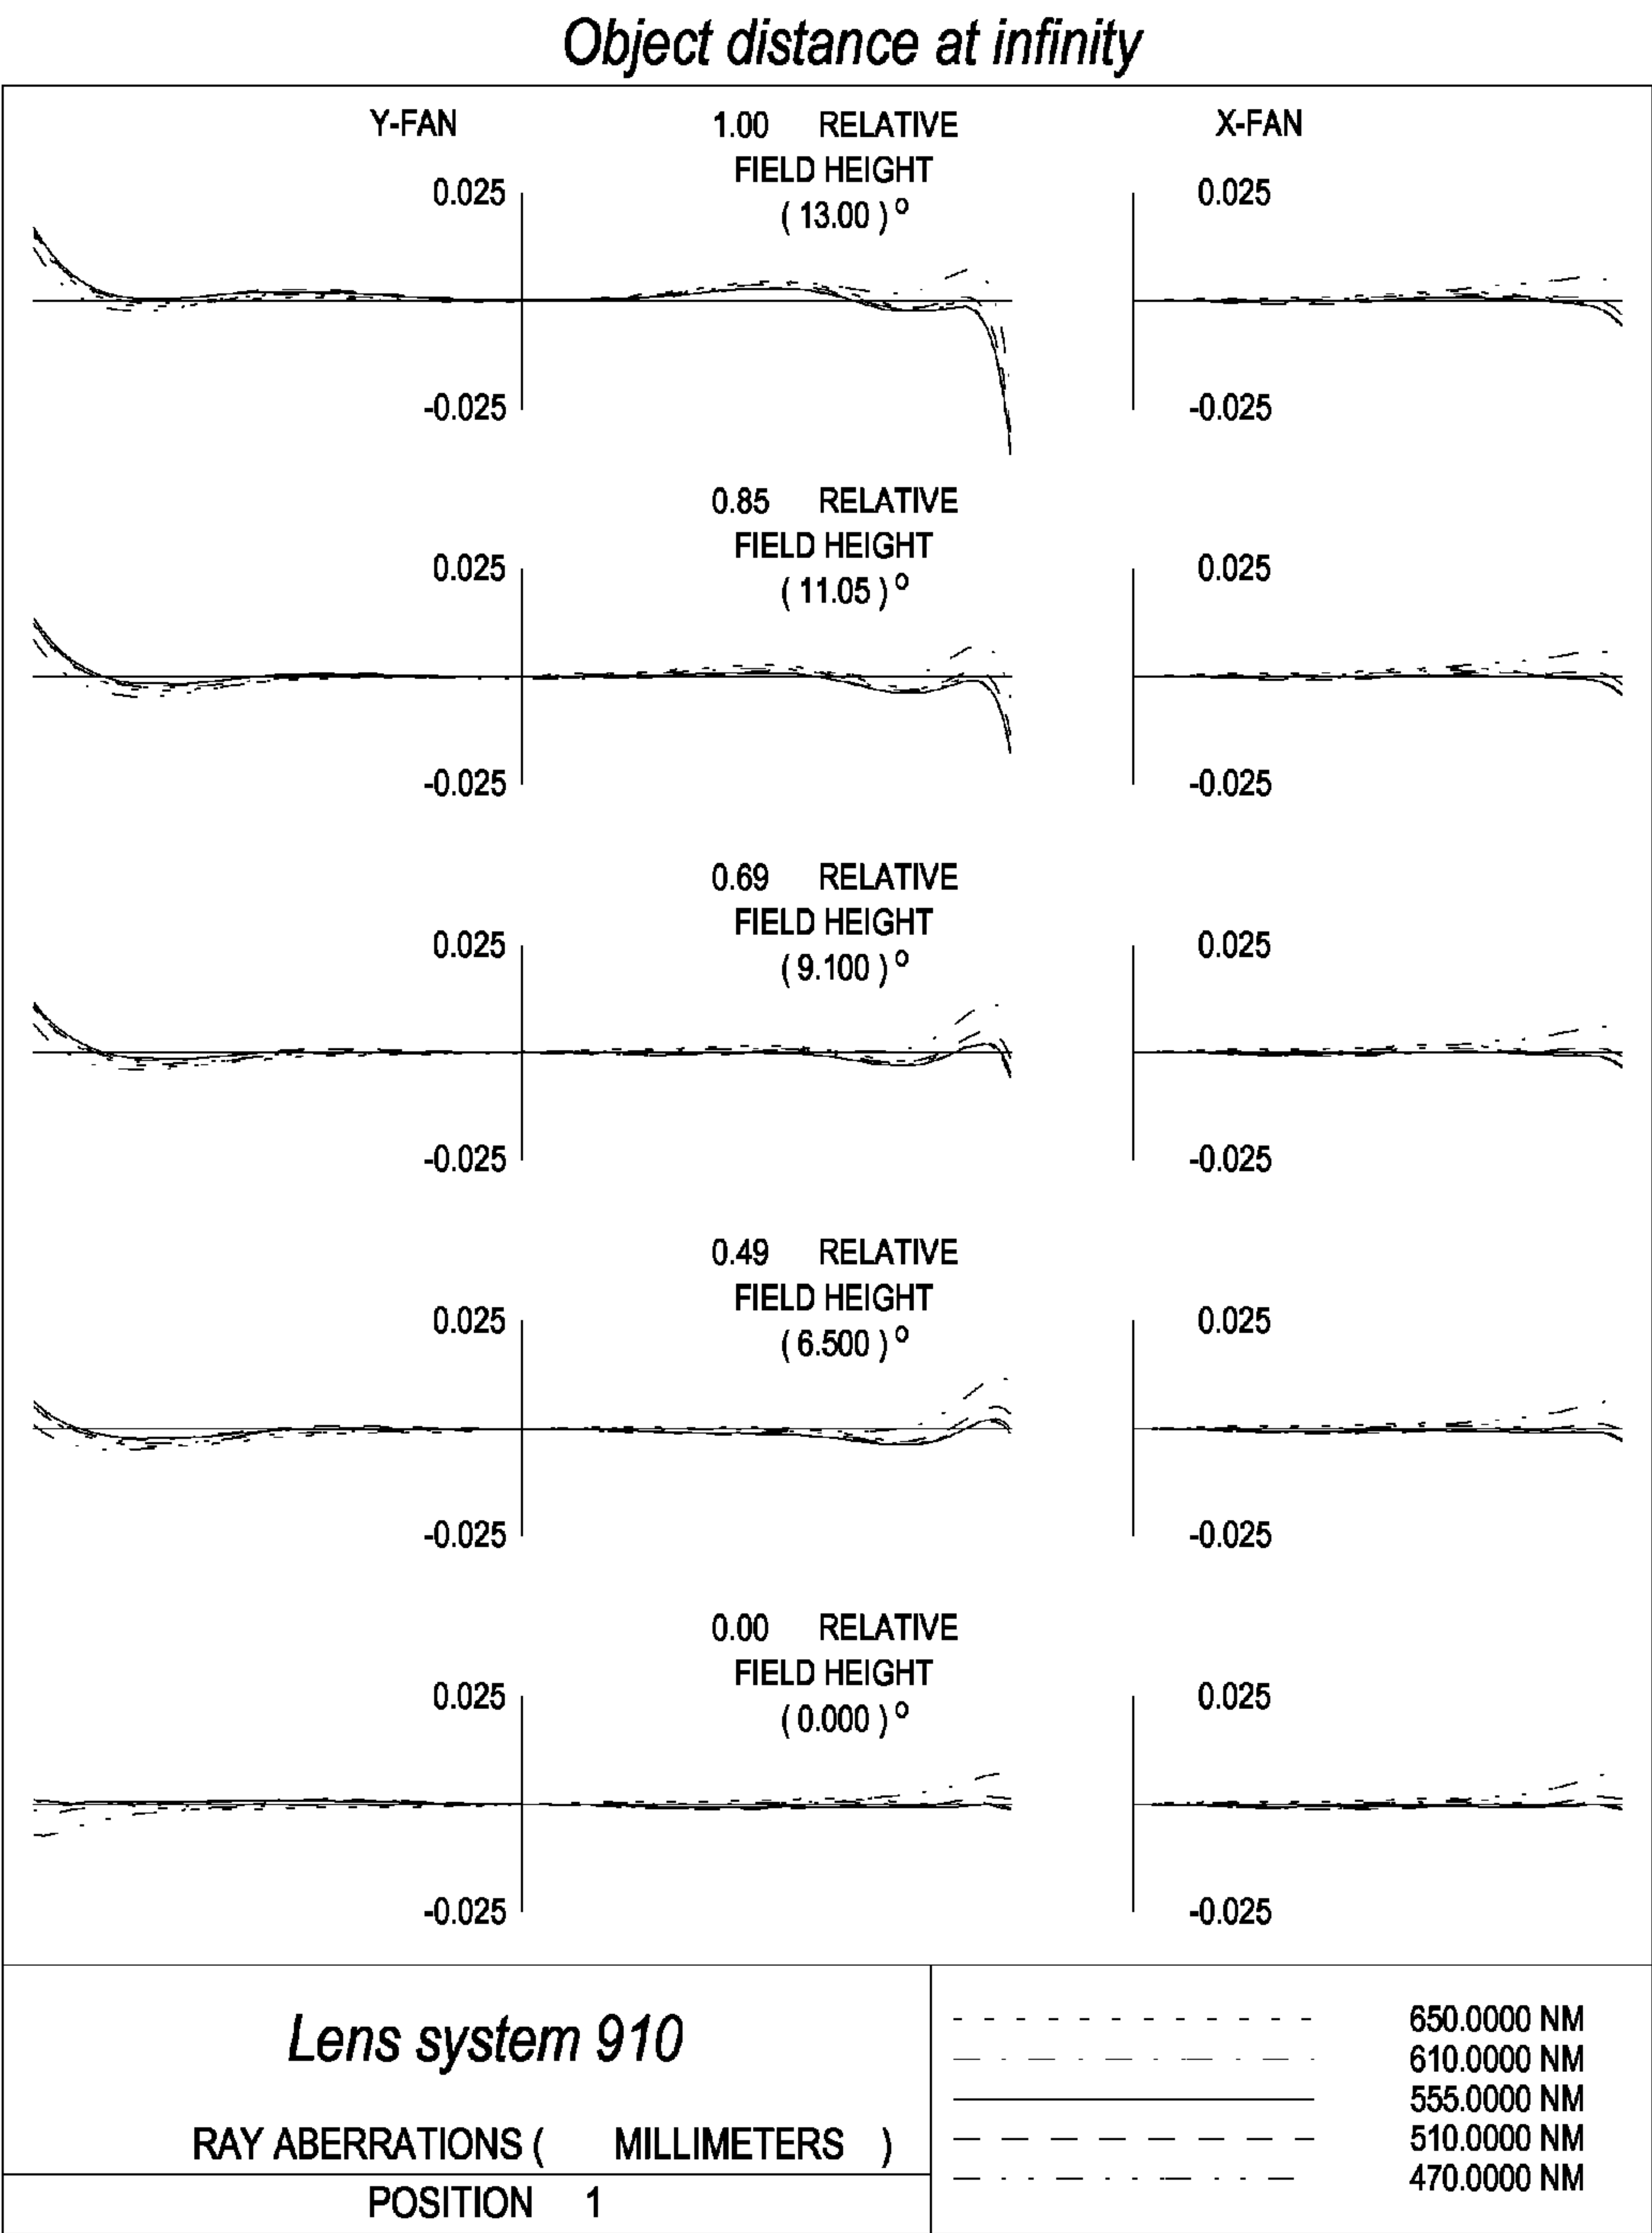 Object distance at infinity
Y-FAN 1.00 RELATIVE X-FAN
FIELD HEIGHT
0.025 ( 13.00 ) º 0.025
-0.025 -0.025
0.85 RELATIVE
FIELD HEIGHT
0.025 ( 11.05 ) º 0.025
-0.025 -0.025
0.69 RELATIVE
FIELD HEIGHT
0.025 ( 9.100 ) º 0.025
-0.025 -0.025
0.49 RELATIVE
FIELD HEIGHT
0.025 ( 6.500 ) º 0.025
-0.025 -0.025
0.00 RELATIVE
FIELD HEIGHT
0.025 ( 0.000 ) º 0.025
-0.025 -0.025
Lens system 910
RAY ABERRATIONS ( MILLIMETERS )
POSITION 1
650.0000 NM
610.0000 NM
555.0000 NM
510.0000 NM
470.0000 NM